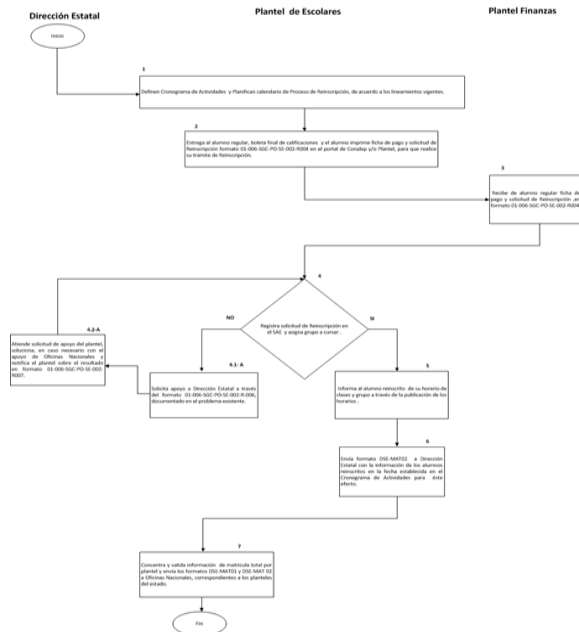 Dirección Estatal
Plantel de Escolares
Plantel Finanzas
Inicio
1
Definen Cronograma de Actividades y Planifican calendario de Proceso de Reinscripción, de acuerdo a los lineamientos vigentes.
2
Entrega al alumno regular, boleta final de calificaciones y el alumno imprime ficha de pago y solicitud de
Reinscripción formato 01-006-SGC-PO-SE-002-R004 en el portal de Conalep y/o Plantel, para que realice
su tramite de Reinscripción.
3
Recibe de alumno regular ficha de
pago y solicitud de Reinscripción ,en
formato 01-006-SGC-PO-SE-002-R004
4
NO
SI
Registra solicitud de Reinscripción en
el SAE y asigna grupo a cursar .
4.2-A
Atiende solicitud de apoyo del plantel,
soluciona, en caso necesario con el
apoyo de Oficinas Nacionales y
notifica al plantel sobre el resultado
en formato 01-006-SGC-PO-SE-002-
R007.
4.1- A
Solicita apoyo a Dirección Estatal a través
del formato 01-006-SGC-PO-SE-002-R-006,
documentado en el problema existente.
5
Informa al alumno reinscrito de su horario de
clases y grupo a través de la publicación de los
horarios .
6
Envía formato DSE-MAT02 a Dirección
Estatal con la información de los alumnos
reinscritos en la fecha establecida en el
Cronograma de Actividades para éste
efecto.
7
Concentra y valida información de matricula total por
plantel y envía los formatos DSE-MAT01 y DSE-MAT 02
a Oficinas Nacionales, correspondientes a los planteles
del estado.
Fin